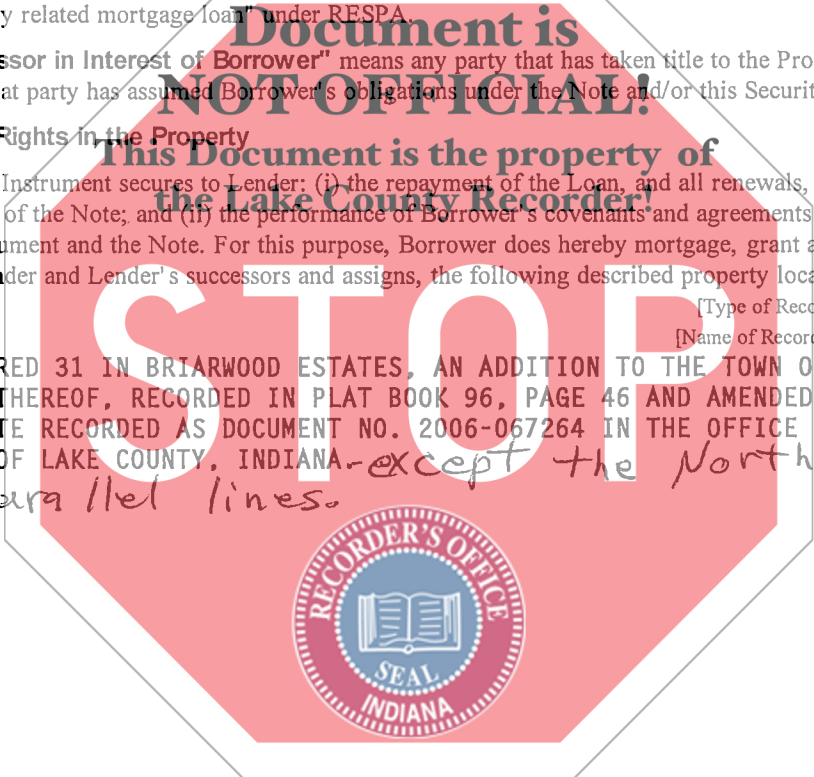 y related mortgage loan" under RESPA.
Document is
ssor in Interest of Borrower" means any party that has taken title to the Pro
NOT OFFICIAL!
at party has assumed Borrower's obligations under the Note and/or this Securit
Rights in the Property
This Document is the property of
Instrument secures to Lender: (i) the repayment of the Loan, and all renewals,
the Lake County Recorder!
of the Note; and (ii) the performance of Borrower's covenants and agreements
ument and the Note. For this purpose, Borrower does hereby mortgage, grant a
der and Lender's successors and assigns, the following described property loca
[Type of Reco
[Name of Record
STOP
RED 31 IN BRIARWOOD ESTATES, AN ADDITION TO THE TOWN O
THEREOF, RECORDED IN PLAT BOOK 96, PAGE 46 AND AMENDED
TE RECORDED AS DOCUMENT NO. 2006-067264 IN THE OFFICE
OF LAKE COUNTY, INDIANA. except the North
arallel lines.
RECORDER'S OFFICE
SEAL
INDIANA